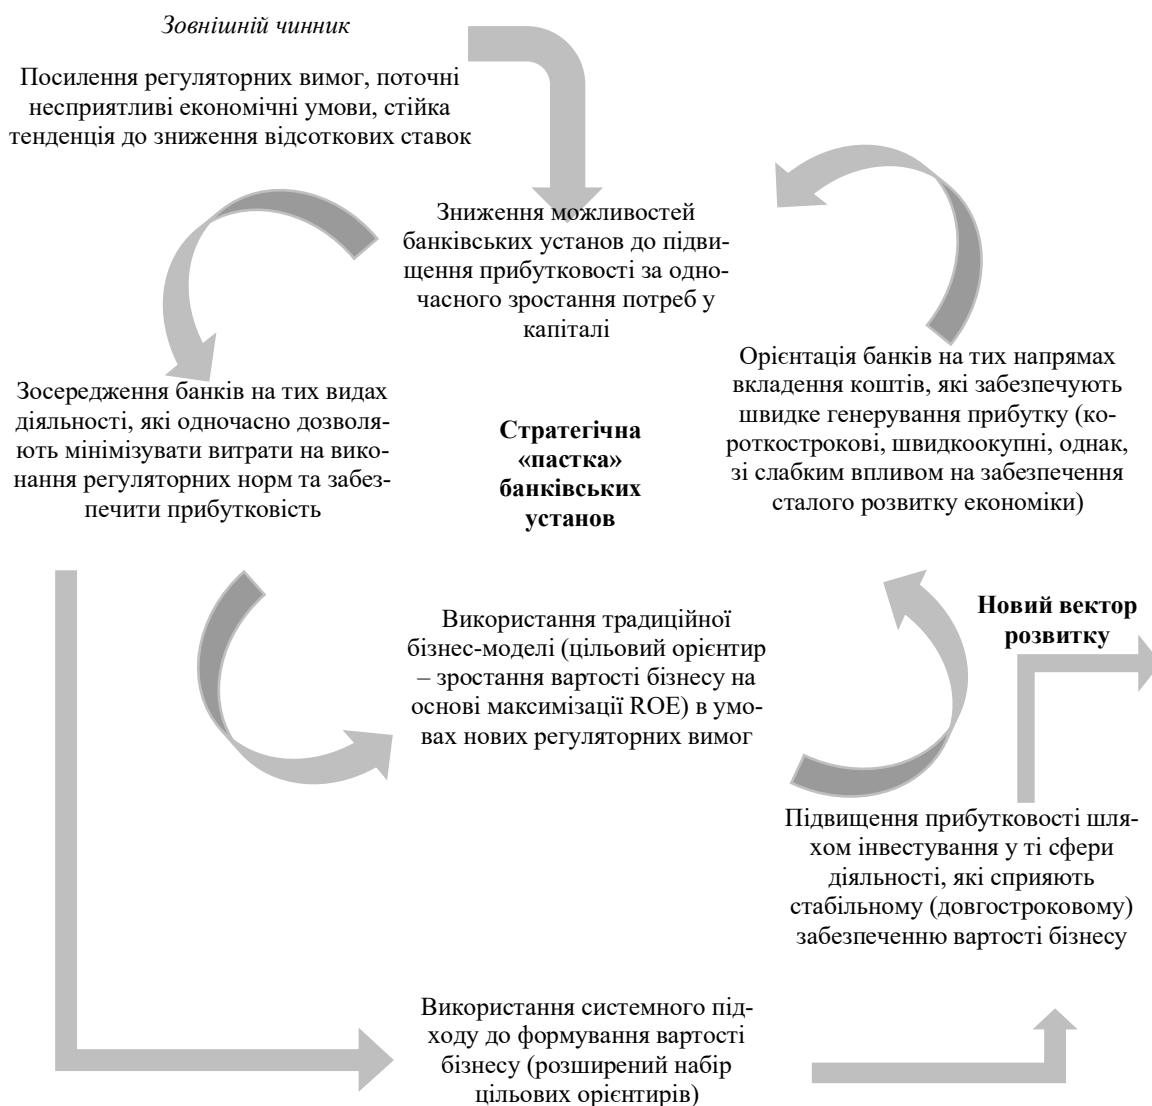 Зовнішній чинник
Посилення регуляторних вимог, поточні
несприятливі економічні умови, стійка
тенденція до зниження відсоткових ставок
Зниження можливостей
банківських установ до підви-
щення прибутковості за одно-
часного зростання потреб у
капіталі
Зосередження банків на тих видах
діяльності, які одночасно дозволя-
ють мінімізувати витрати на вико-
нання регуляторних норм та забез-
печити прибутковість
Стратегічна
«пастка»
банківських
установ
Орієнтація банків на тих напрямах
вкладення коштів, які забезпечують
швидке генерування прибутку (ко-
роткострокові, швидкоокупні, однак,
зі слабким впливом на забезпечення
сталого розвитку економіки)
Використання традиційної
бізнес-моделі (цільовий орієнтир
– зростання вартості бізнесу на
основі максимізації ROE) в умо-
вах нових регуляторних вимог
Новий вектор
розвитку
Підвищення прибутковості шля-
хом інвестування у ті сфери
діяльності, які сприяють
стабільному (довгостроковому)
забезпеченню вартості бізнесу
Використання системного під-
ходу до формування вартості
бізнесу (розширений набір
цільових орієнтирів)